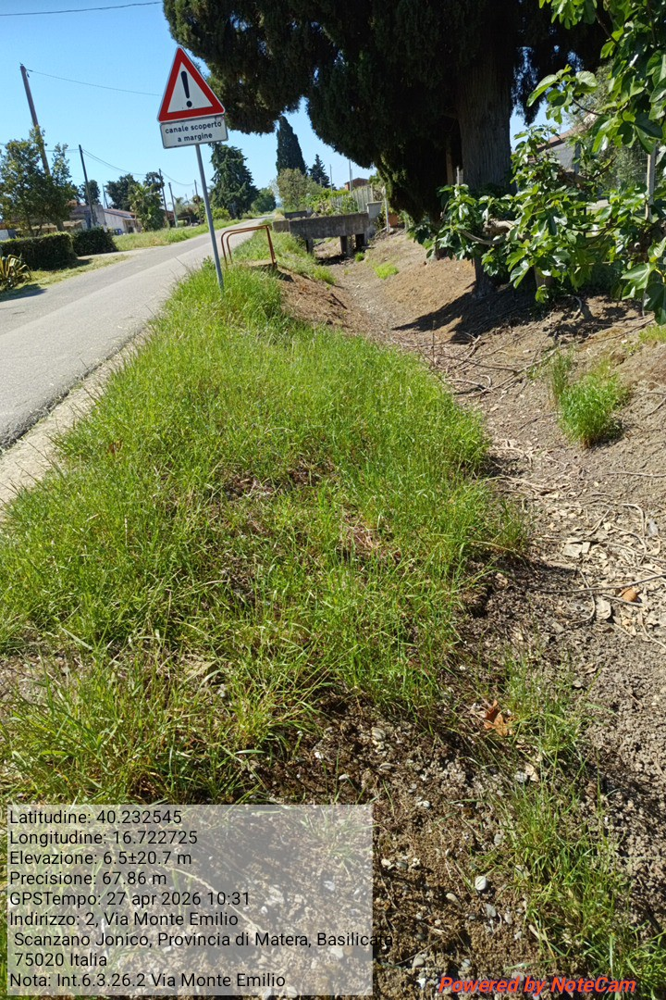 canale scoperto
a margine
Latitudine: 40.232545
Longitudine: 16.722725
Elevazione: 6.5±20.7 m
Precisione: 67.86 m
GPSTempo: 27 apr 2026 10:31
Indirizzo: 2, Via Monte Emilio
Scanzano Jonico, Provincia di Matera, Basilicata
75020 Italia
Nota: Int.6.3.26.2 Via Monte Emilio
Powered by NoteCam